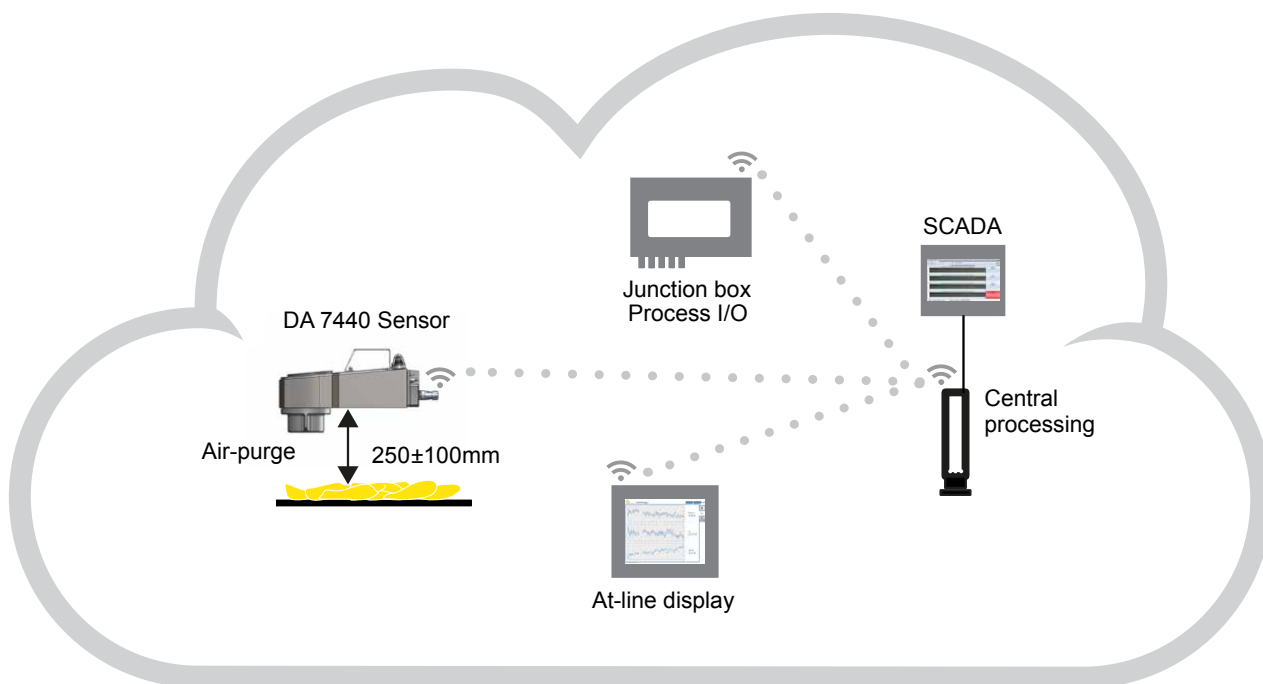 SCADA
Junction box
Process I/O
DA 7440 Sensor
Central
processing
Air-purge
250±100mm
At-line display